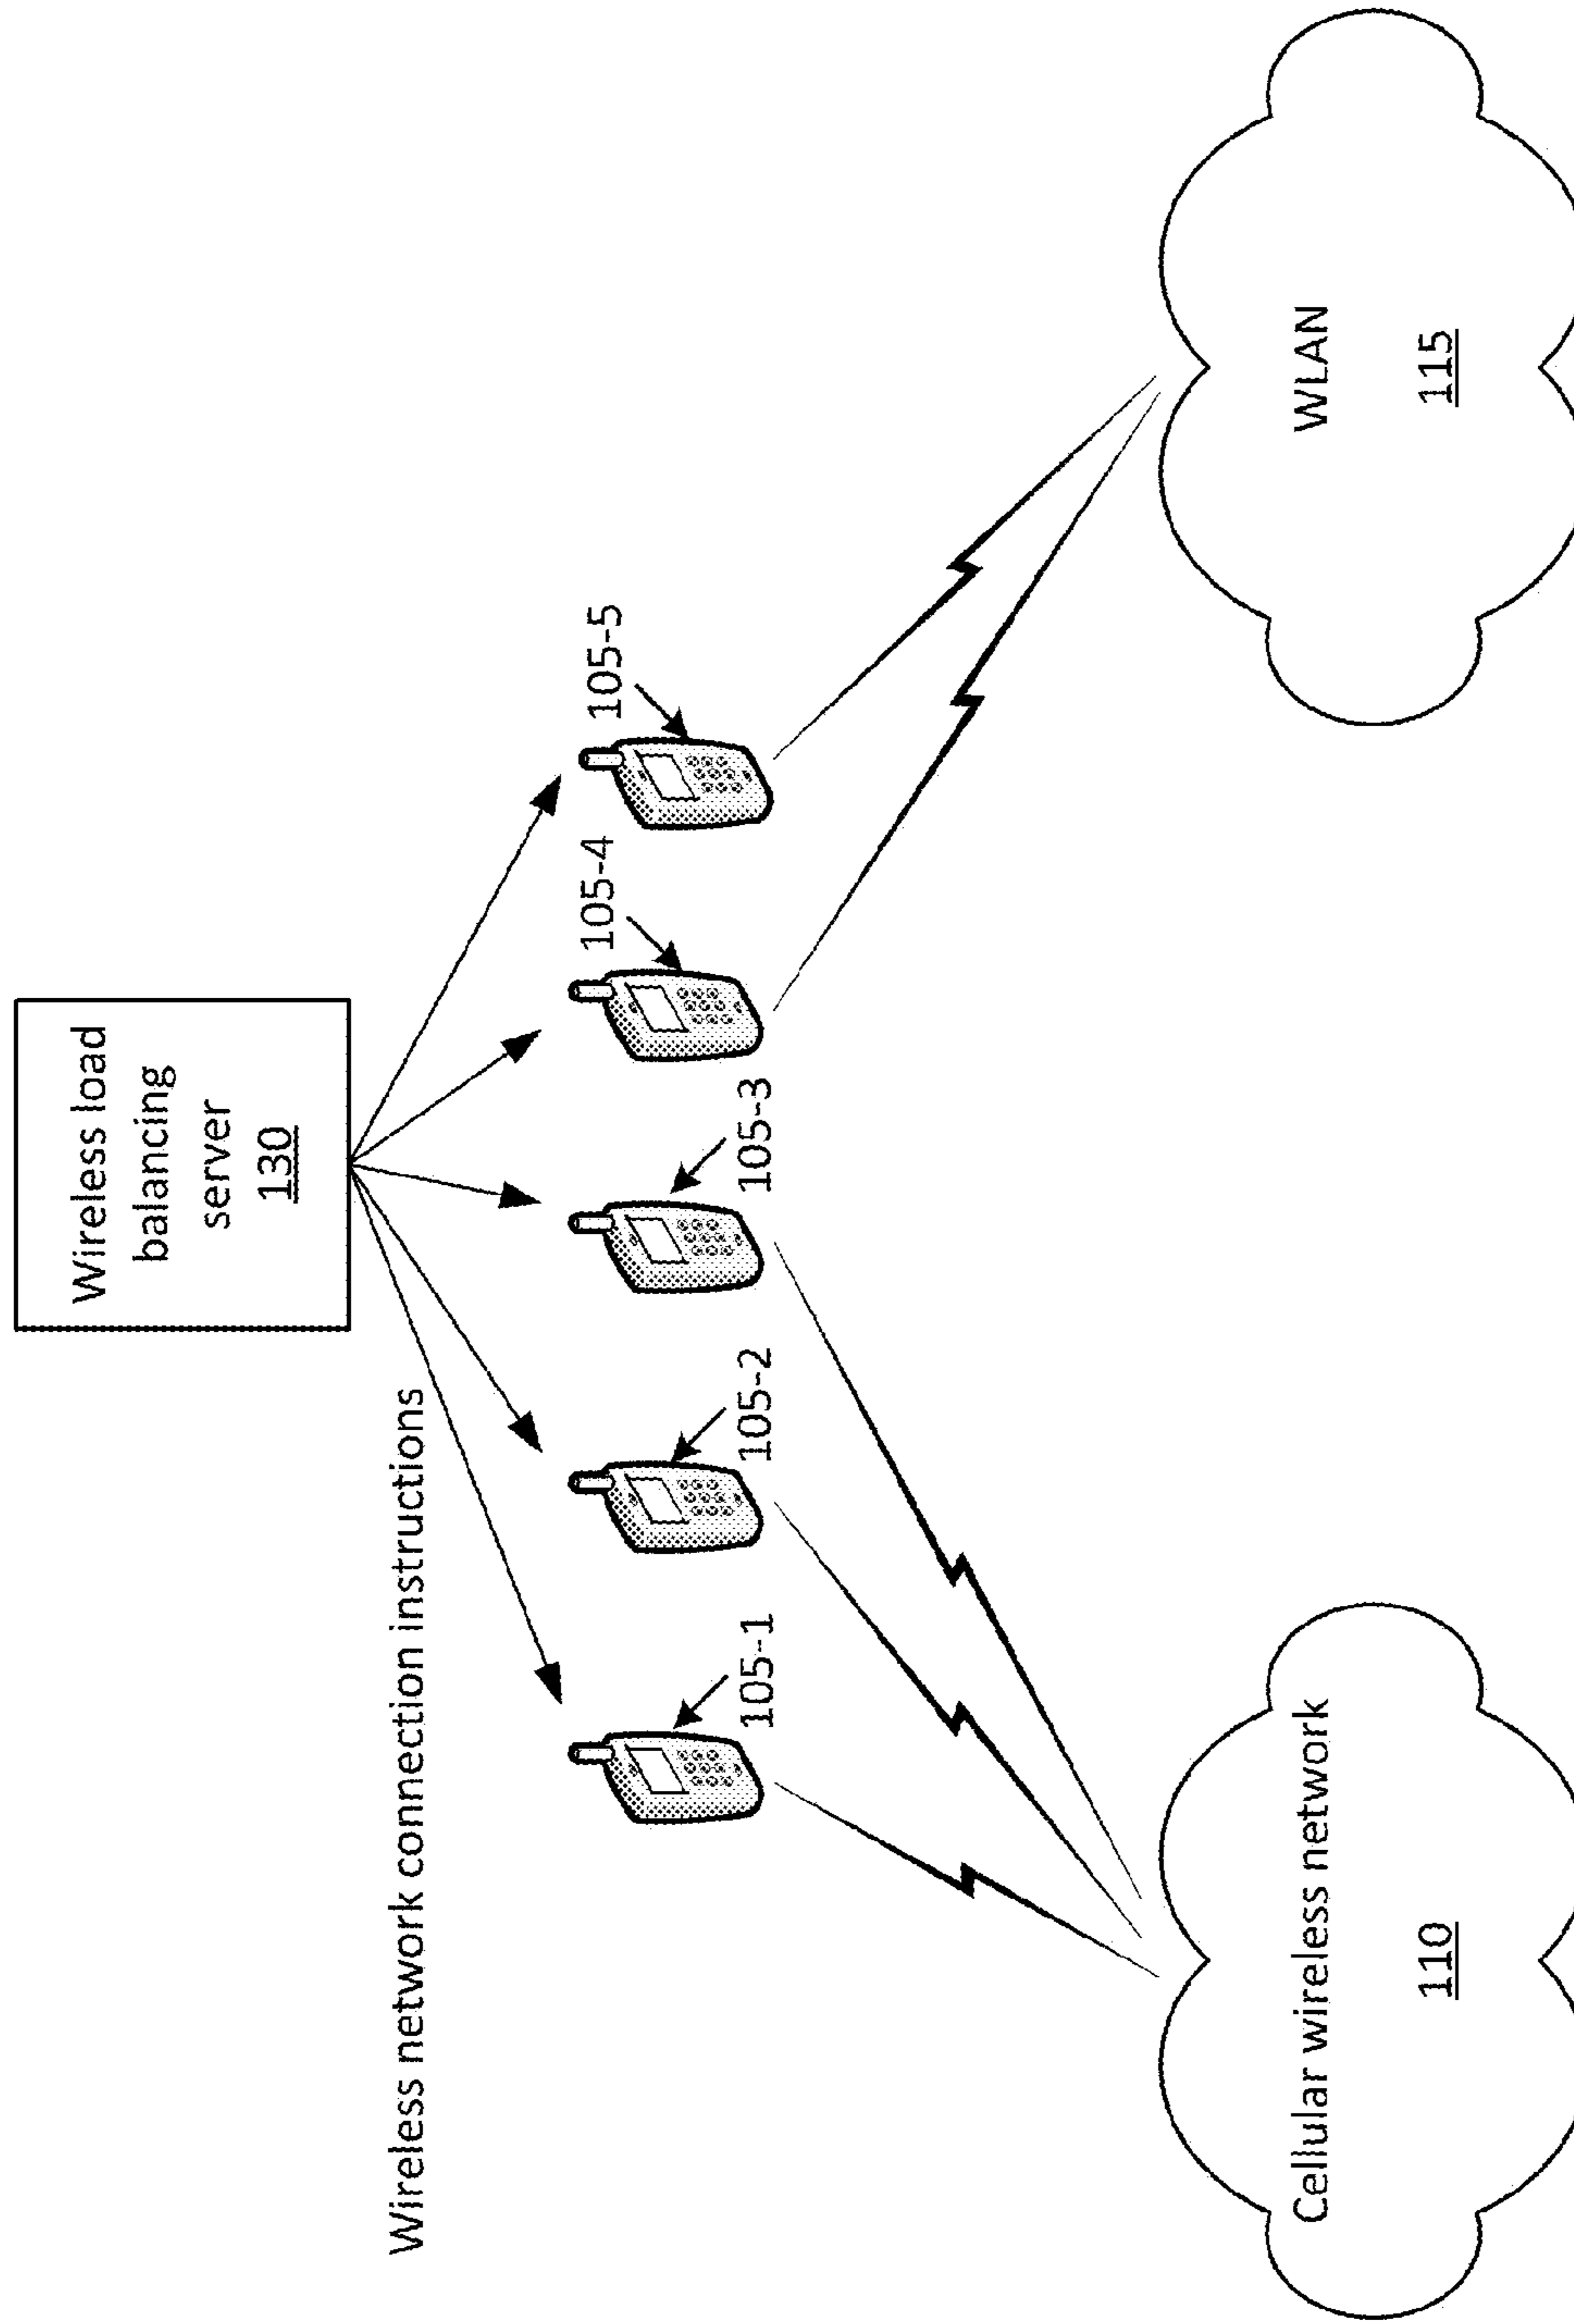 Wireless load
balancing
server
130
Wireless network connection instructions
105-1
105-2
105-3
105-4
105-5
Cellular wireless network
110
WLAN
115